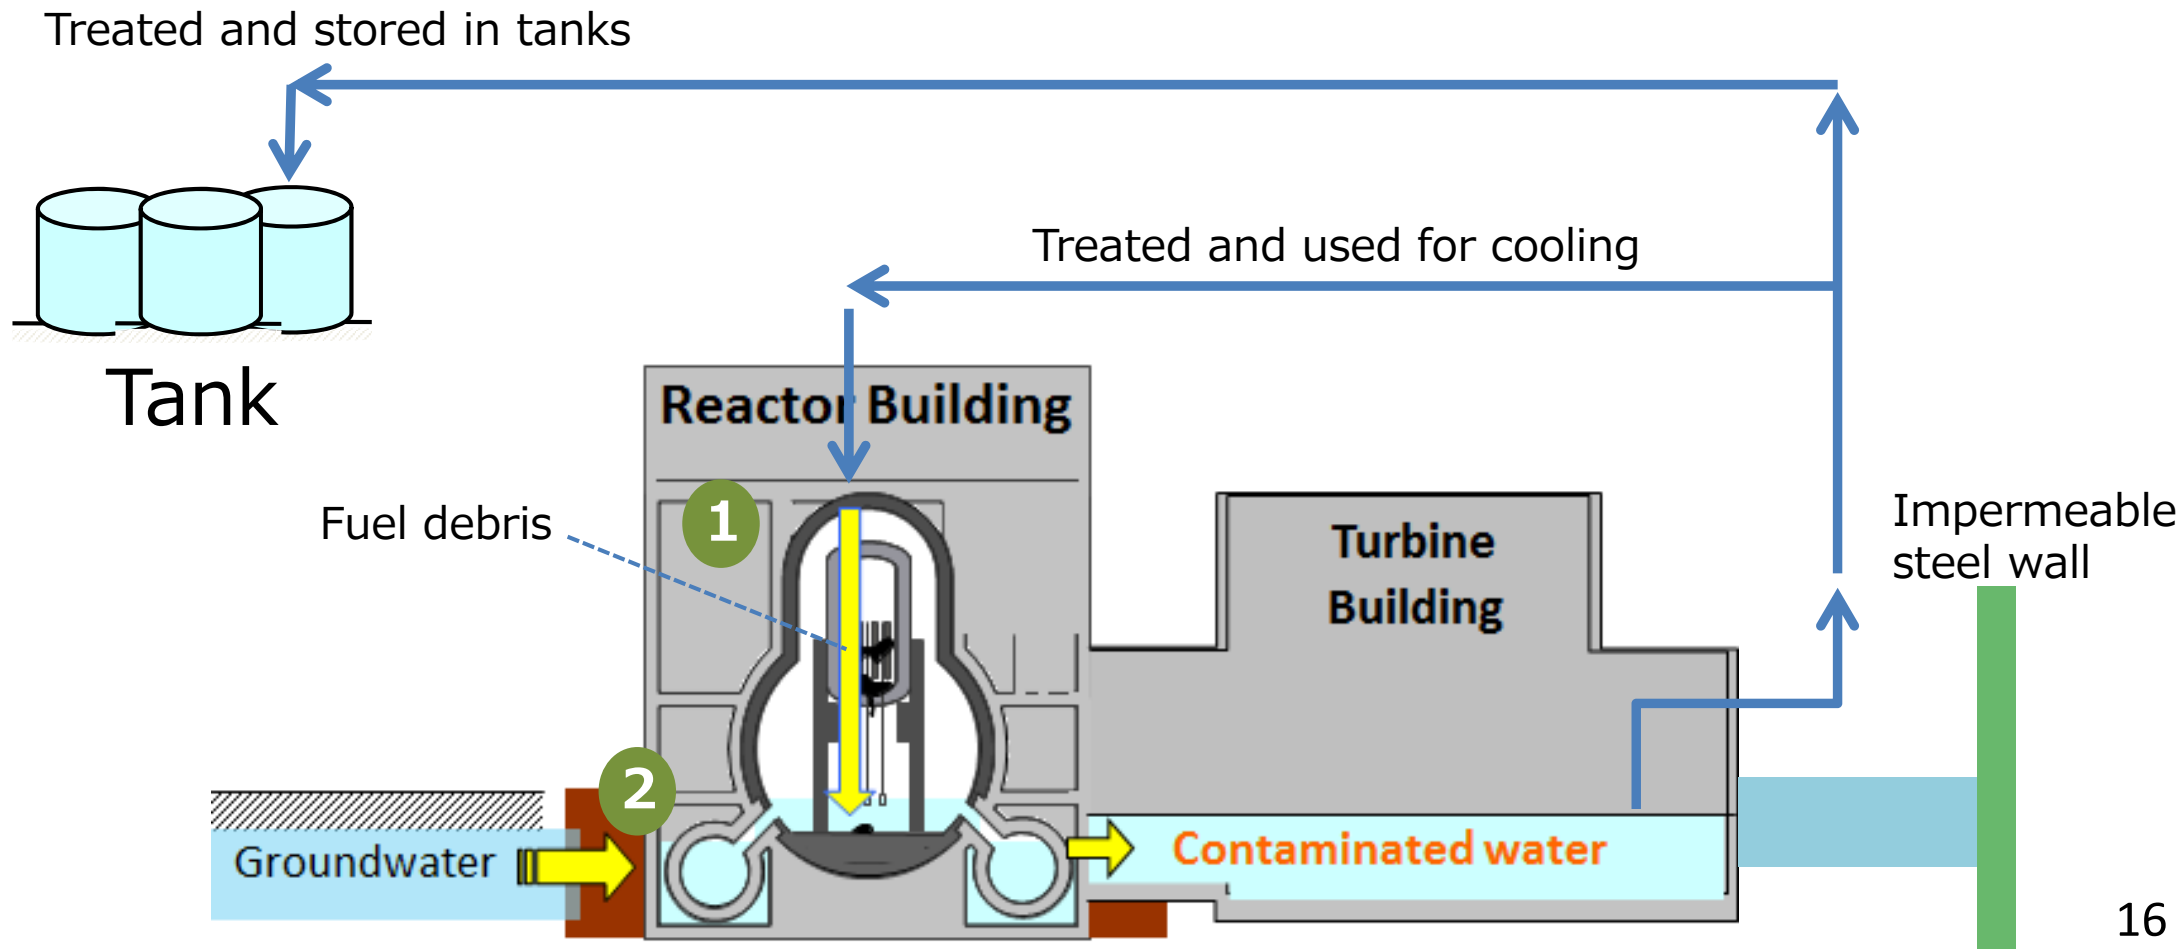 Treated and stored in tanks
Treated and used for cooling
Tank
Reactor Building
1
Fuel debris
Impermeable
steel wall
Turbine
Building
2
Groundwater
Contaminated water
16